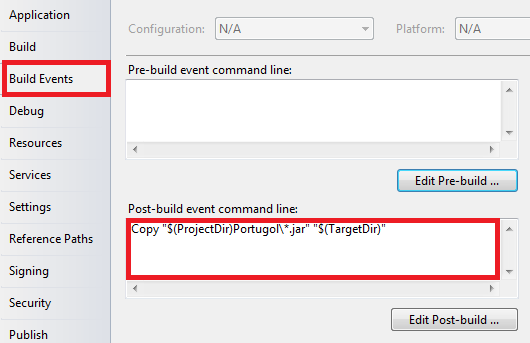 Application
Build
Build Events
Debug
Resources
Services
Settings
Reference Paths
Signing
Security
Publish
Configuration: N/A Platform: N/A
Pre-build event command line:
Edit Pre-build ...
Post-build event command line:
Copy "$(ProjectDir)Portugol\*.jar" "$(TargetDir)"
Edit Post-build ...